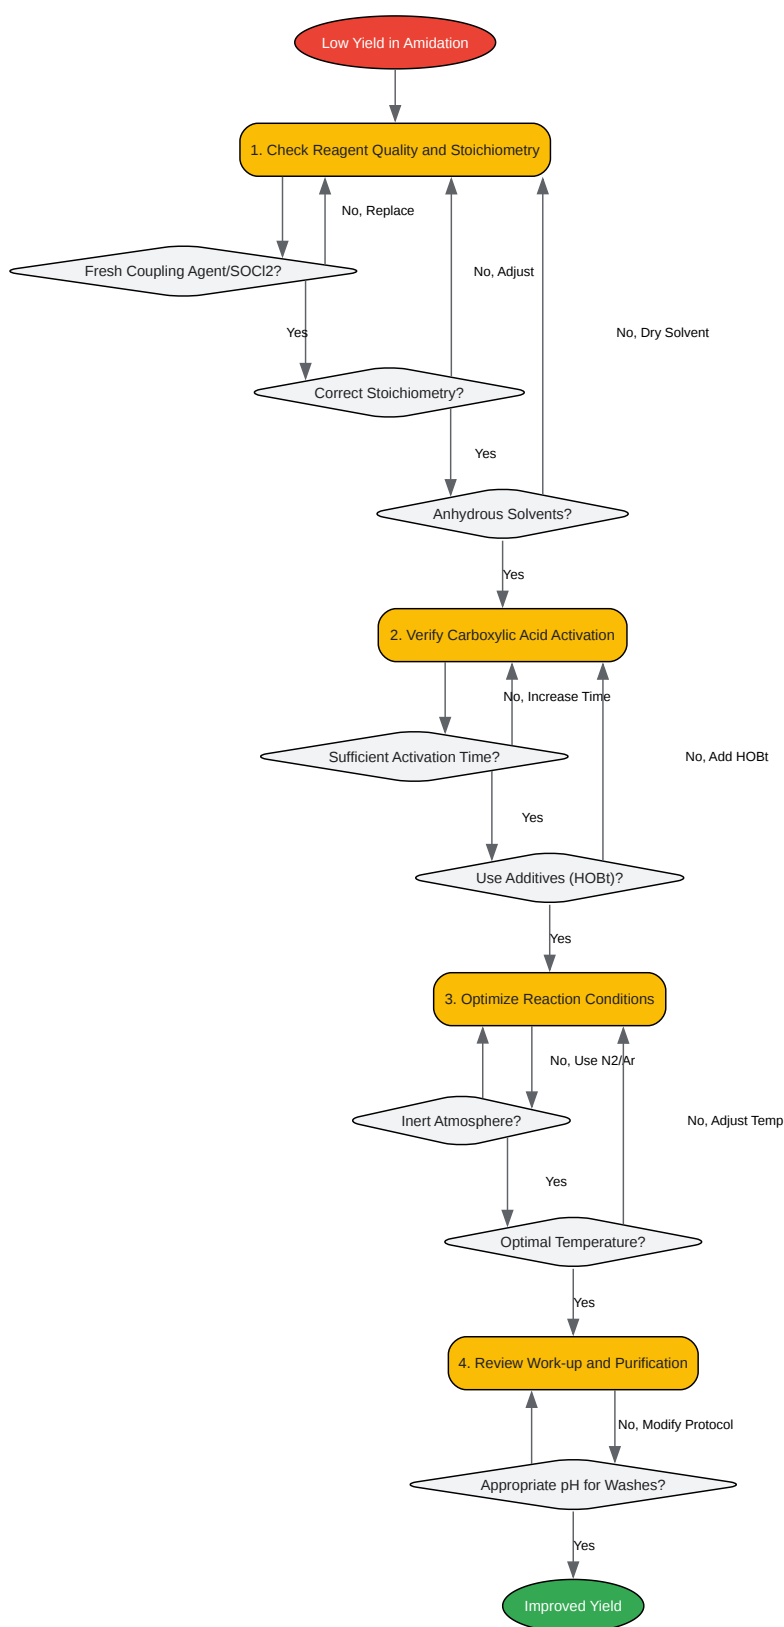 Low Yield in Amidation
1. Check Reagent Quality and Stoichiometry
No, Replace
Fresh Coupling Agent/SOCl2?
No, Adjust
Yes
No, Dry Solvent
Correct Stoichiometry?
Yes
Anhydrous Solvents?
Yes
2. Verify Carboxylic Acid Activation
No, Increase Time
Sufficient Activation Time?
No, Add HOBt
Yes
Use Additives (HOBt)?
Yes
3. Optimize Reaction Conditions
No, Use N2/Ar
Inert Atmosphere?
No, Adjust Temp
Yes
Optimal Temperature?
Yes
4. Review Work-up and Purification
No, Modify Protocol
Appropriate pH for Washes?
Yes
Improved Yield